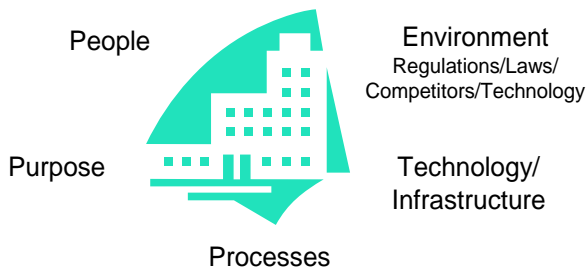 People
Environment
Regulations/Laws/
Competitors/Technology
Purpose
Technology/
Infrastructure
Processes